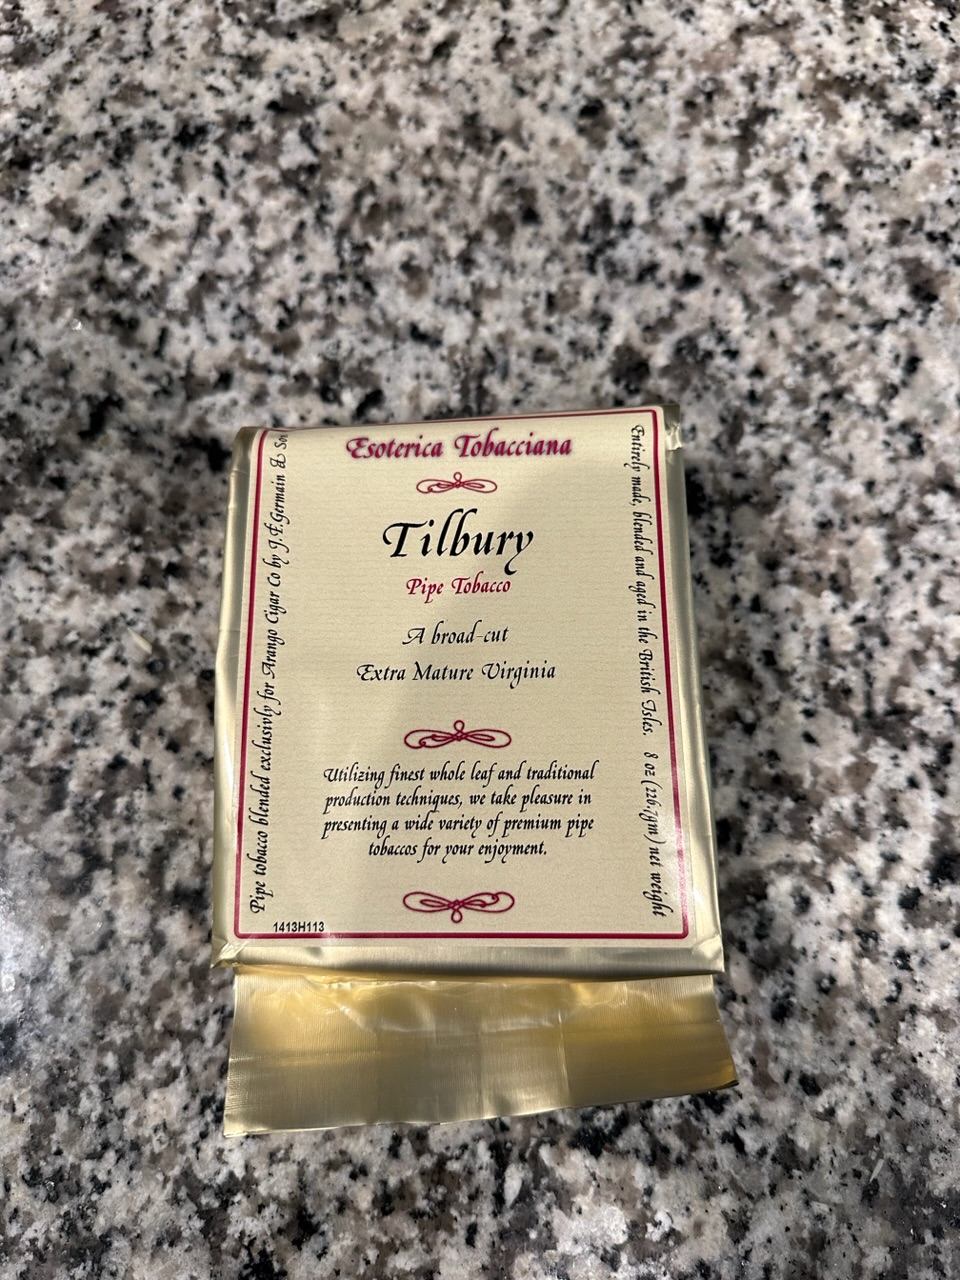 Esoterica Tobacciana
Tilbury
Pipe Tobacco
A broad-cut
Extra Mature Virginia
Utilizing finest whole leaf and traditional
production techniques, we take pleasure in
presenting a wide variety of premium pipe
tobaccos for your enjoyment.
1413H113
Pipe tobacco blended exclusivly for Arango Cigar Co by J.F.Germain & Son
Entirely made, blended and aged in the British Isles. 8 oz (226.7gm) net weight